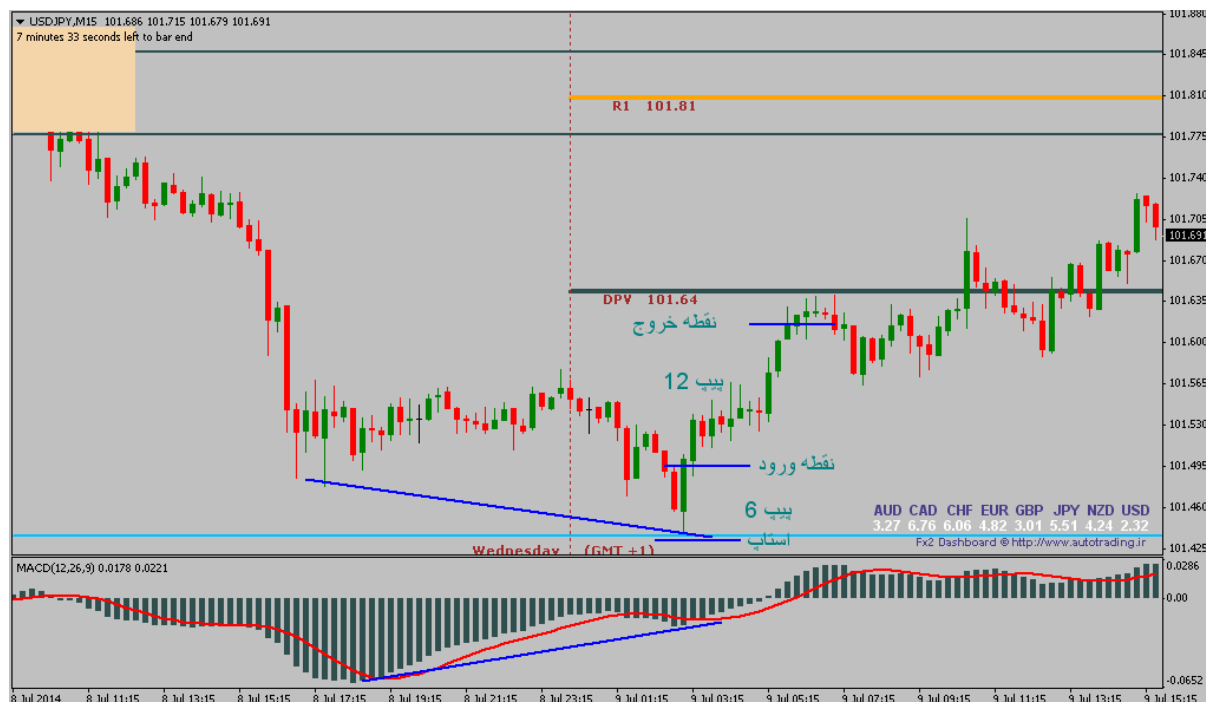 USDJPY,M15 101.686 101.715 101.679 101.691
7 minutes 33 seconds left to bar end
101.880
101.845
R1 101.81
101.810
101.775
101.740
101.705
101.691
101.670
DPV 101.64
101.635
نقطه خروج
101.600
12 پیپ
101.565
101.530
نقطه ورود
101.495
6 پیپ
101.460
AUD CAD CHF EUR GBP JPY NZD USD
3.27 6.76 6.06 4.82 3.01 5.51 4.24 2.32
استاپ
Fx2 Dashboard ® http://www.autotrading.ir
Wednesday (GMT +1)
101.425
MACD(12,26,9) 0.0178 0.0221
0.0286
0.00
-0.0652
8 Jul 2014 8 Jul 11:15 8 Jul 13:15 8 Jul 15:15 8 Jul 17:15 8 Jul 19:15 8 Jul 21:15 8 Jul 23:15 9 Jul 01:15 9 Jul 03:15 9 Jul 05:15 9 Jul 07:15 9 Jul 09:15 9 Jul 11:15 9 Jul 13:15 9 Jul 15:15